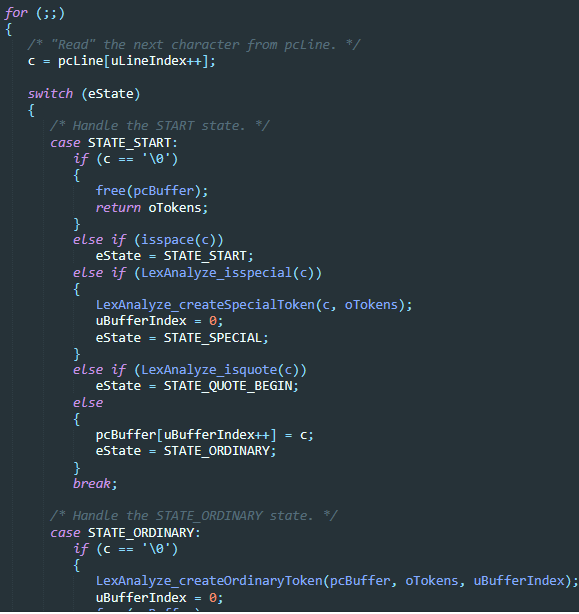 for (;;)
{
/* "Read" the next character from pcLine. */
c = pcLine[uLineIndex++];
switch (eState)
{
/* Handle the START state. */
case STATE_START:
if (c == '\0')
{
free(pcBuffer);
return oTokens;
}
else if (isspace(c))
eState = STATE_START;
else if (LexAnalyze_isspecial(c))
{
LexAnalyze_createSpecialToken(c, oTokens);
uBufferIndex = 0;
eState = STATE_SPECIAL;
}
else if (LexAnalyze_isquote(c))
eState = STATE_QUOTE_BEGIN;
else
{
pcBuffer[uBufferIndex++] = c;
eState = STATE_ORDINARY;
}
break;
/* Handle the STATE_ORDINARY state. */
case STATE_ORDINARY:
if (c == '\0')
{
LexAnalyze_createOrdinaryToken(pcBuffer, oTokens, uBufferIndex);
uBufferIndex = 0;